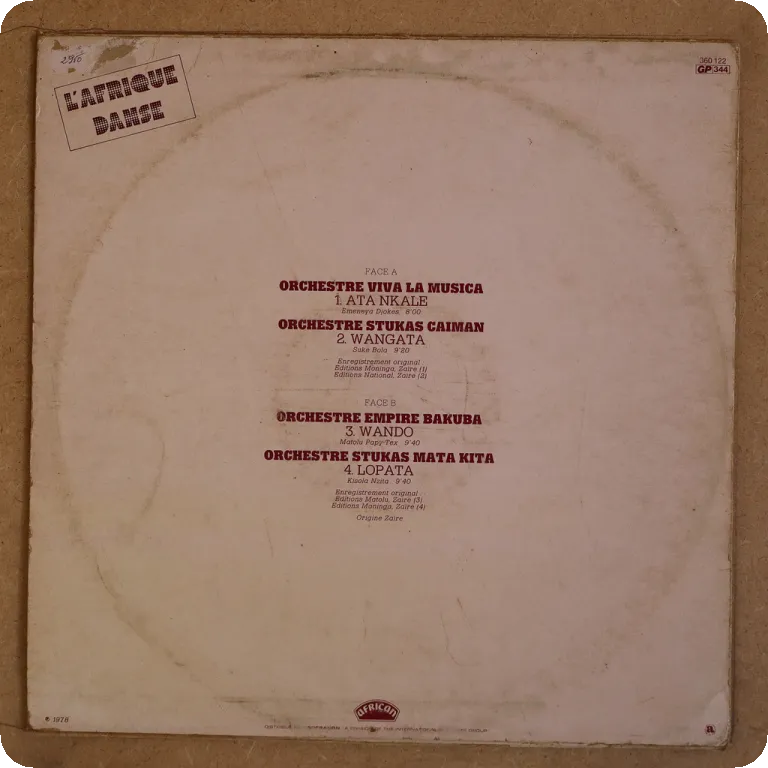 2916
L'AFRIQUE
DANSE
360 122
GP 344
FACE A
ORCHESTRE VIVA LA MUSICA
1. ATA NKALE
Emeneya Djokes 8'00
ORCHESTRE STUKAS CAIMAN
2. WANGATA
Suke Bola 9'20
Enregistrement original
Editions Moninga, Zaire (1)
Editions National, Zaire (2)
FACE B
ORCHESTRE EMPIRE BAKUBA
3. WANDO
Matolu Papy-Tex 9'40
ORCHESTRE STUKAS MATA KITA
4. LOPATA
Kisola Nzita 9'40
Enregistrement original
Editions Matolu, Zaire (3)
Editions Moninga, Zaire (4)
Origine Zaire
AFRICAN
℗ 1978
A